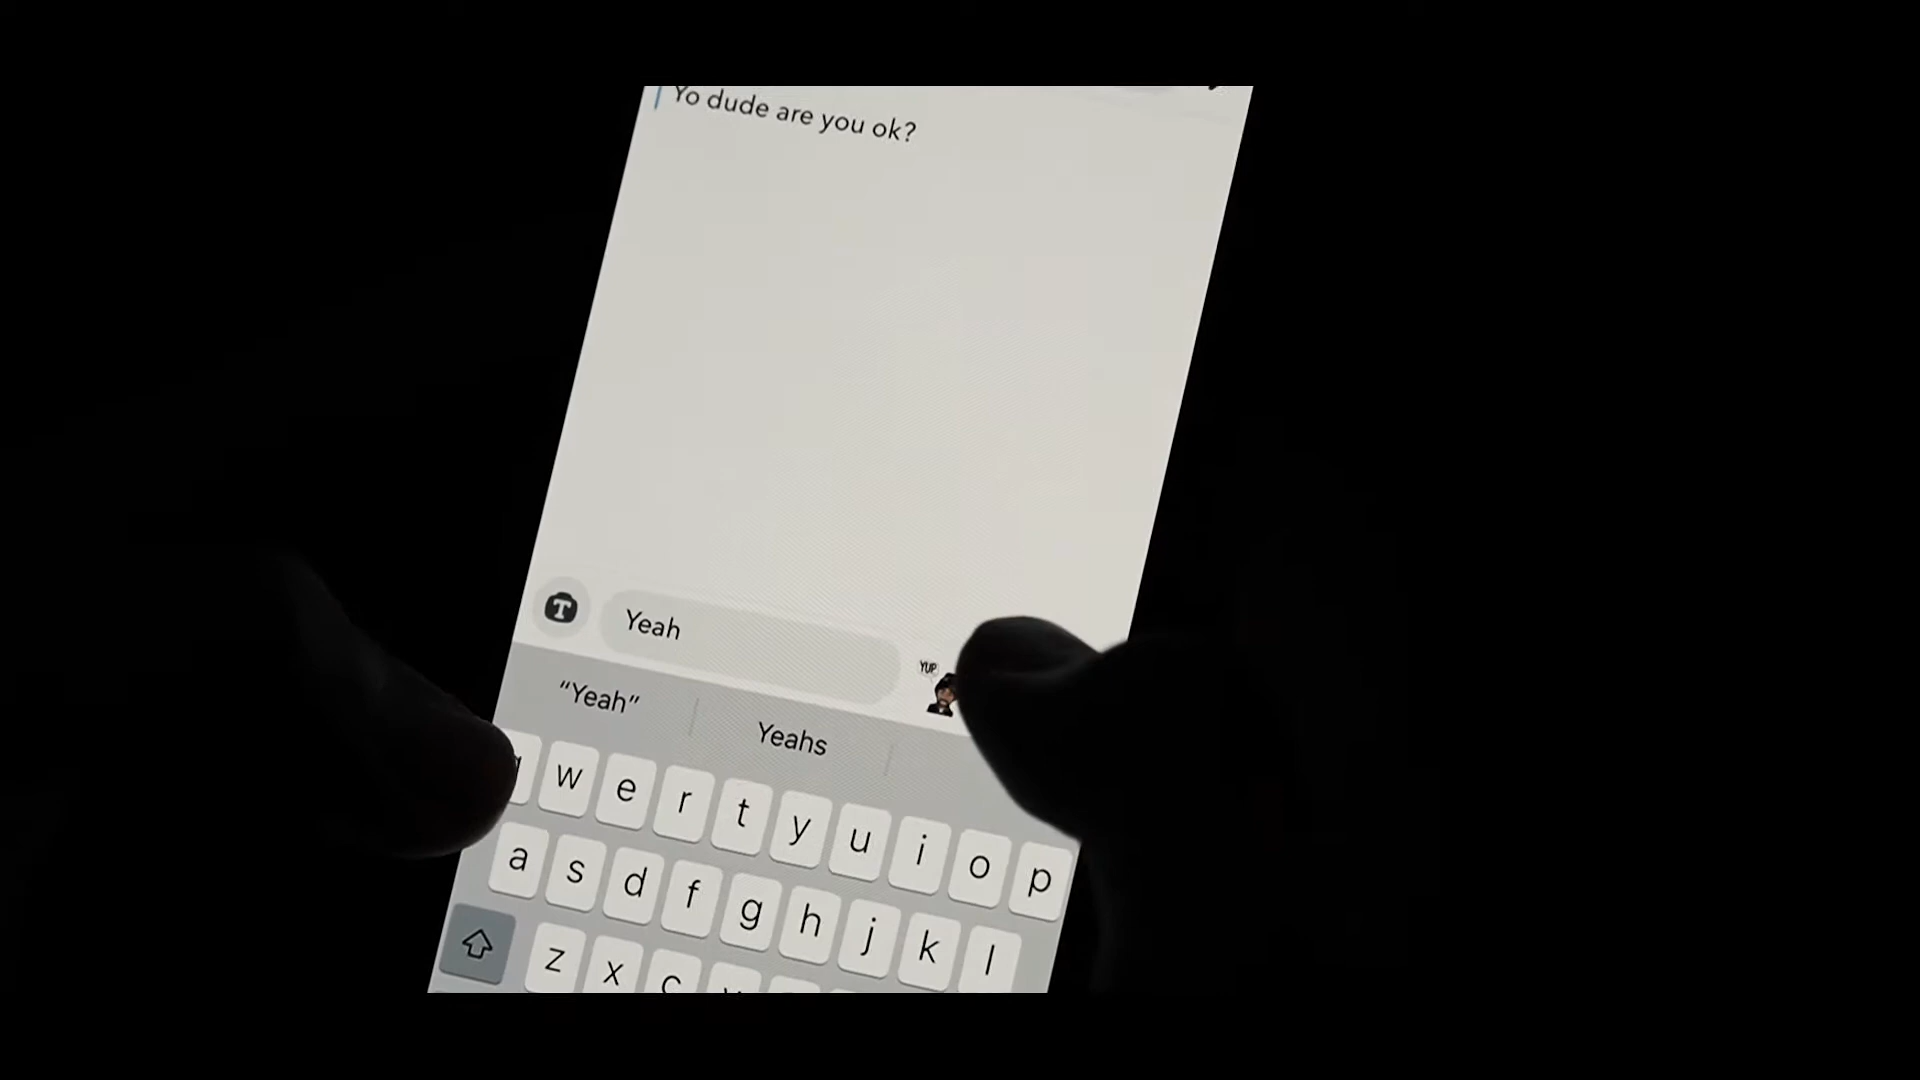 Yo dude are you ok?
T
Yeah
YUP
“Yeah”
Yeahs
w e r t y u i o p
a s d f g h j k l
z x c